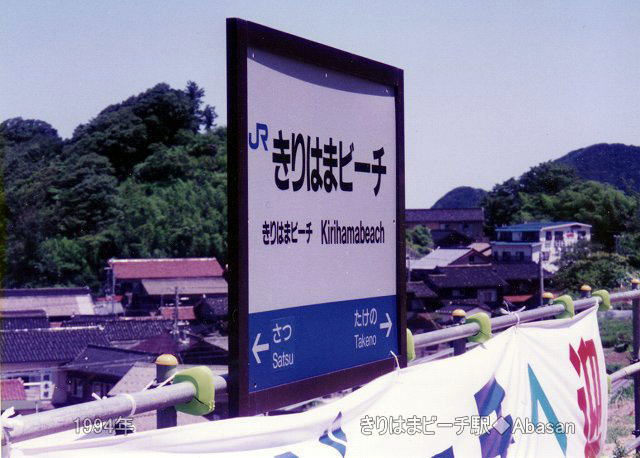 JR きりはまビーチ
きりはまビーチ Kirihamabeach
← さつ
Satsu
たけの →
Takeno
1994年
きりはまビーチ駅◆Abasan